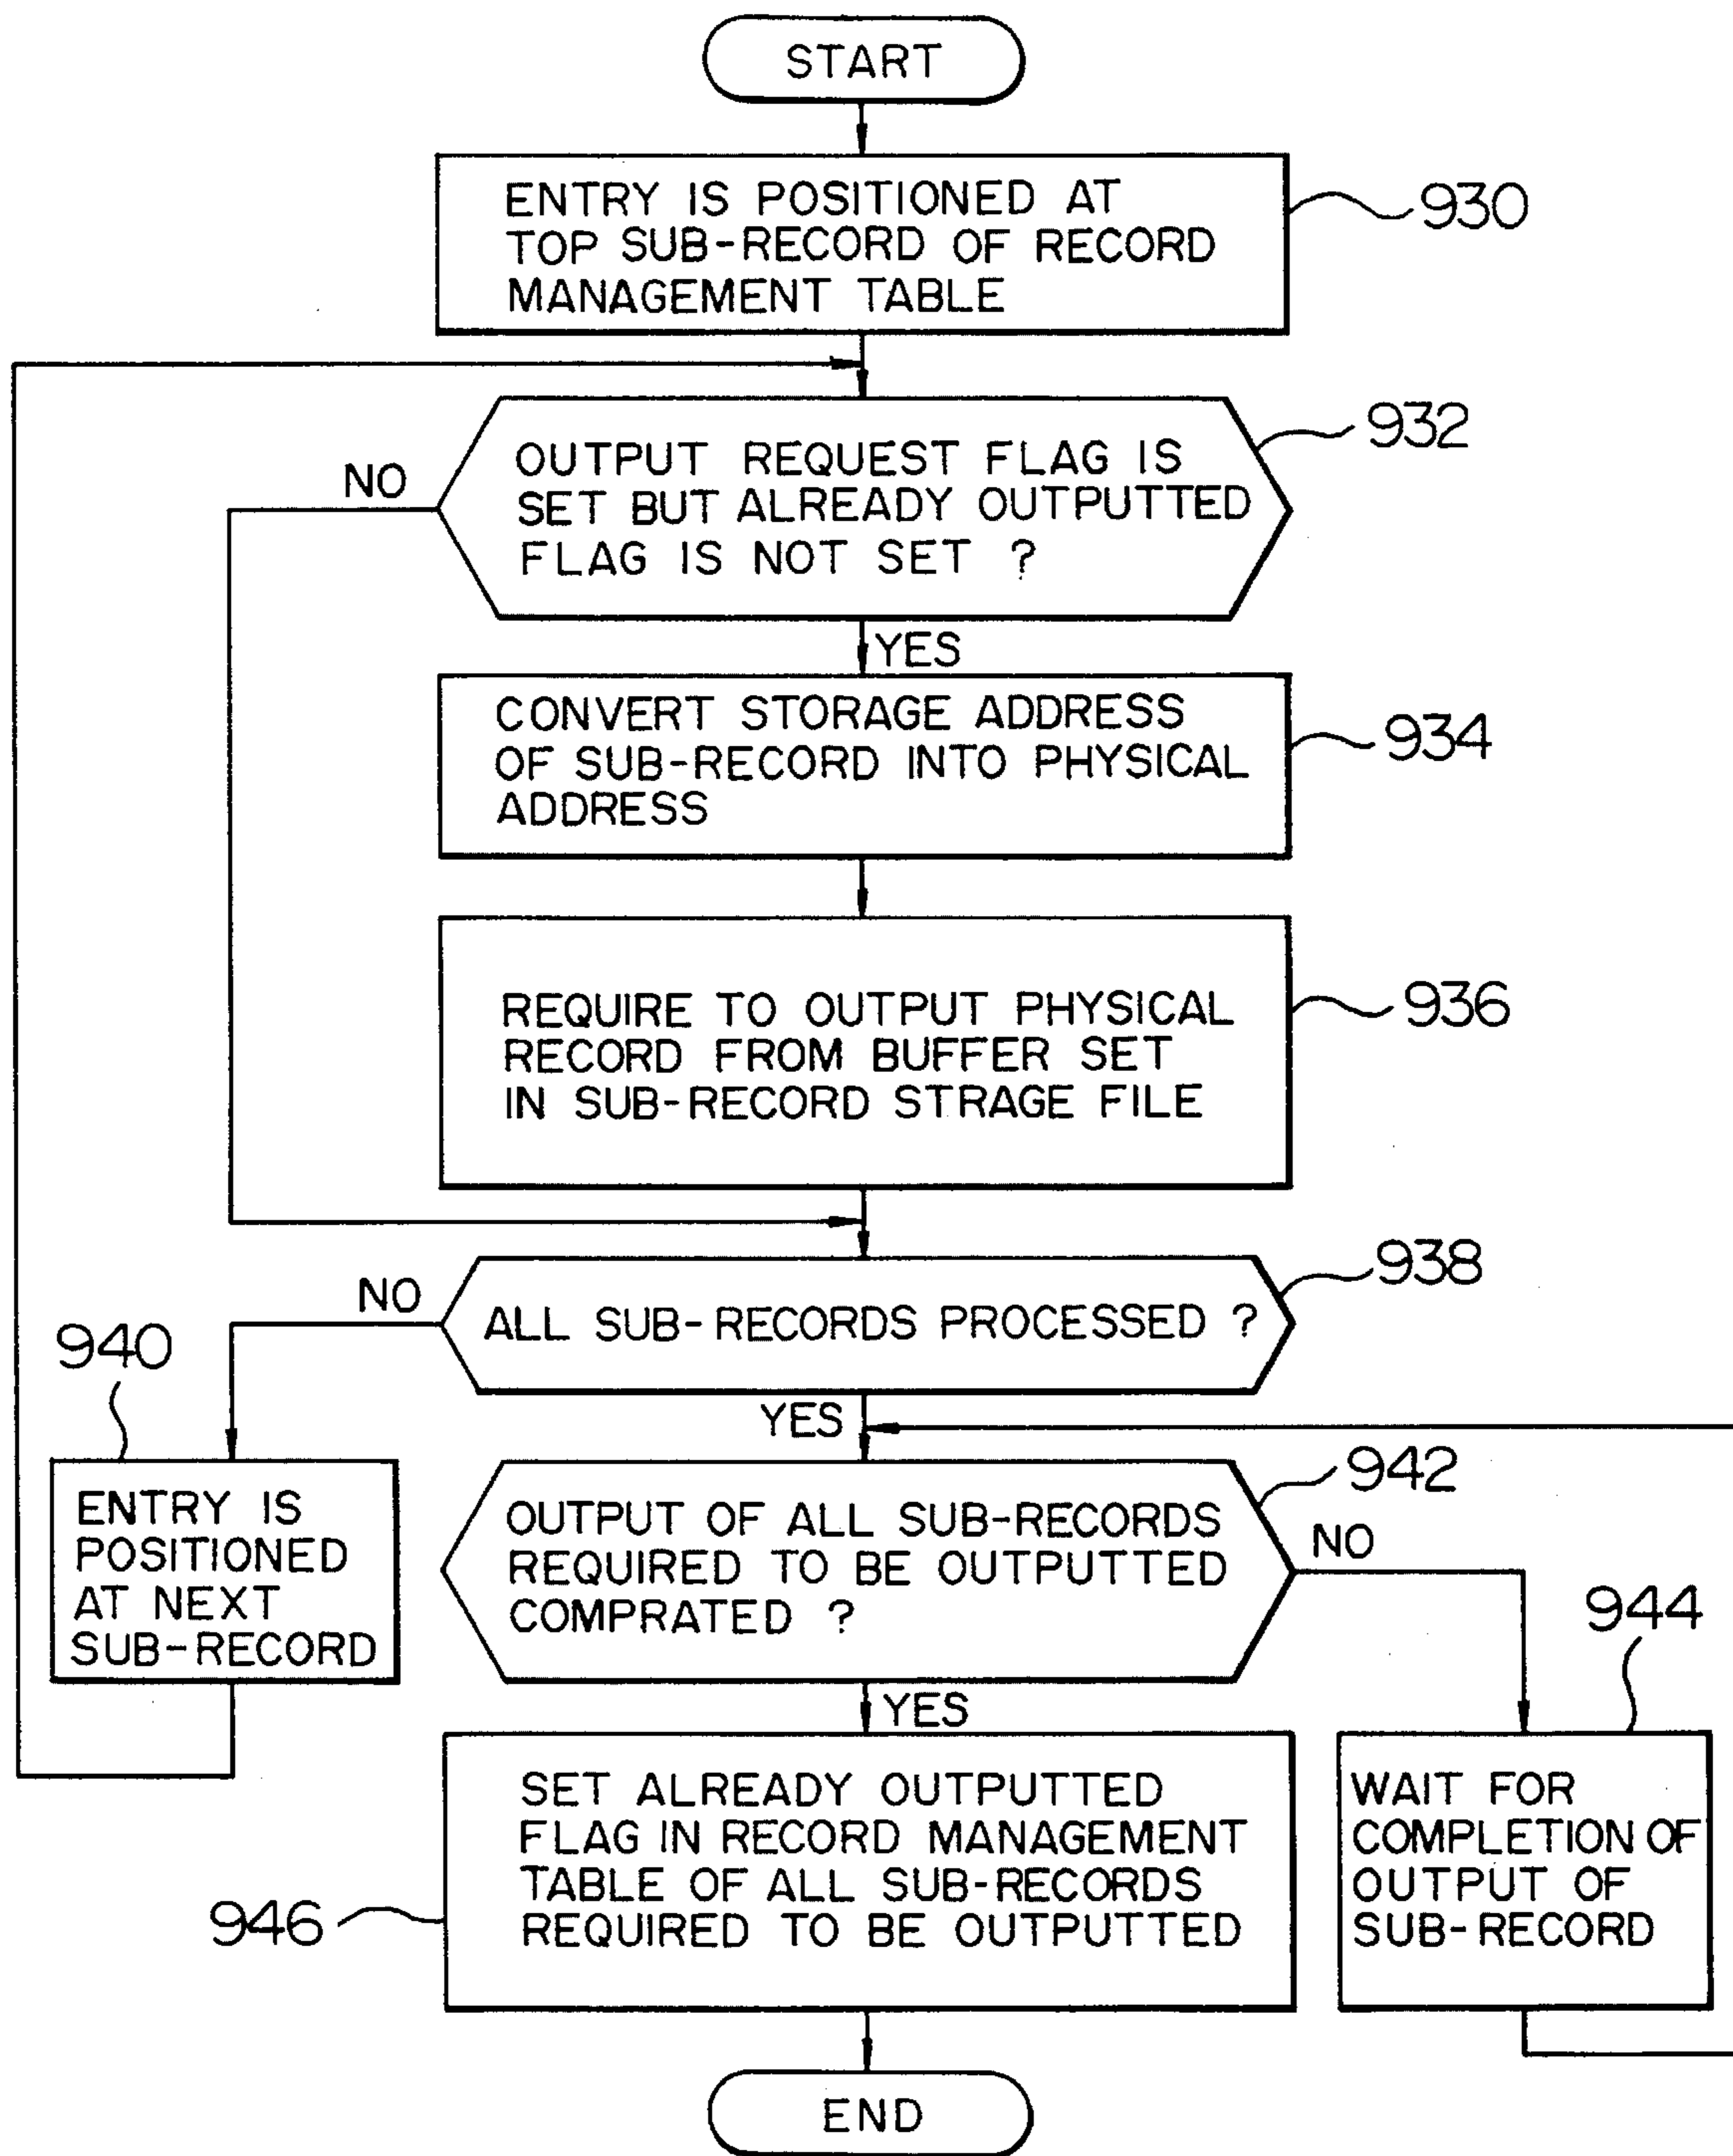 START
ENTRY IS POSITIONED AT
TOP SUB-RECORD OF RECORD
MANAGEMENT TABLE
930
OUTPUT REQUEST FLAG IS
SET BUT ALREADY OUTPUTTED
FLAG IS NOT SET ?
932
NO
YES
CONVERT STORAGE ADDRESS
OF SUB-RECORD INTO PHYSICAL
ADDRESS
934
REQUIRE TO OUTPUT PHYSICAL
RECORD FROM BUFFER SET
IN SUB-RECORD STRAGE FILE
936
ALL SUB-RECORDS PROCESSED ?
938
NO
YES
940
ENTRY IS
POSITIONED
AT NEXT
SUB-RECORD
OUTPUT OF ALL SUB-RECORDS
REQUIRED TO BE OUTPUTTED
COMPRATED ?
942
NO
YES
944
WAIT FOR
COMPLETION OF
OUTPUT OF
SUB-RECORD
SET ALREADY OUTPUTTED
FLAG IN RECORD MANAGEMENT
TABLE OF ALL SUB-RECORDS
REQUIRED TO BE OUTPUTTED
946
END